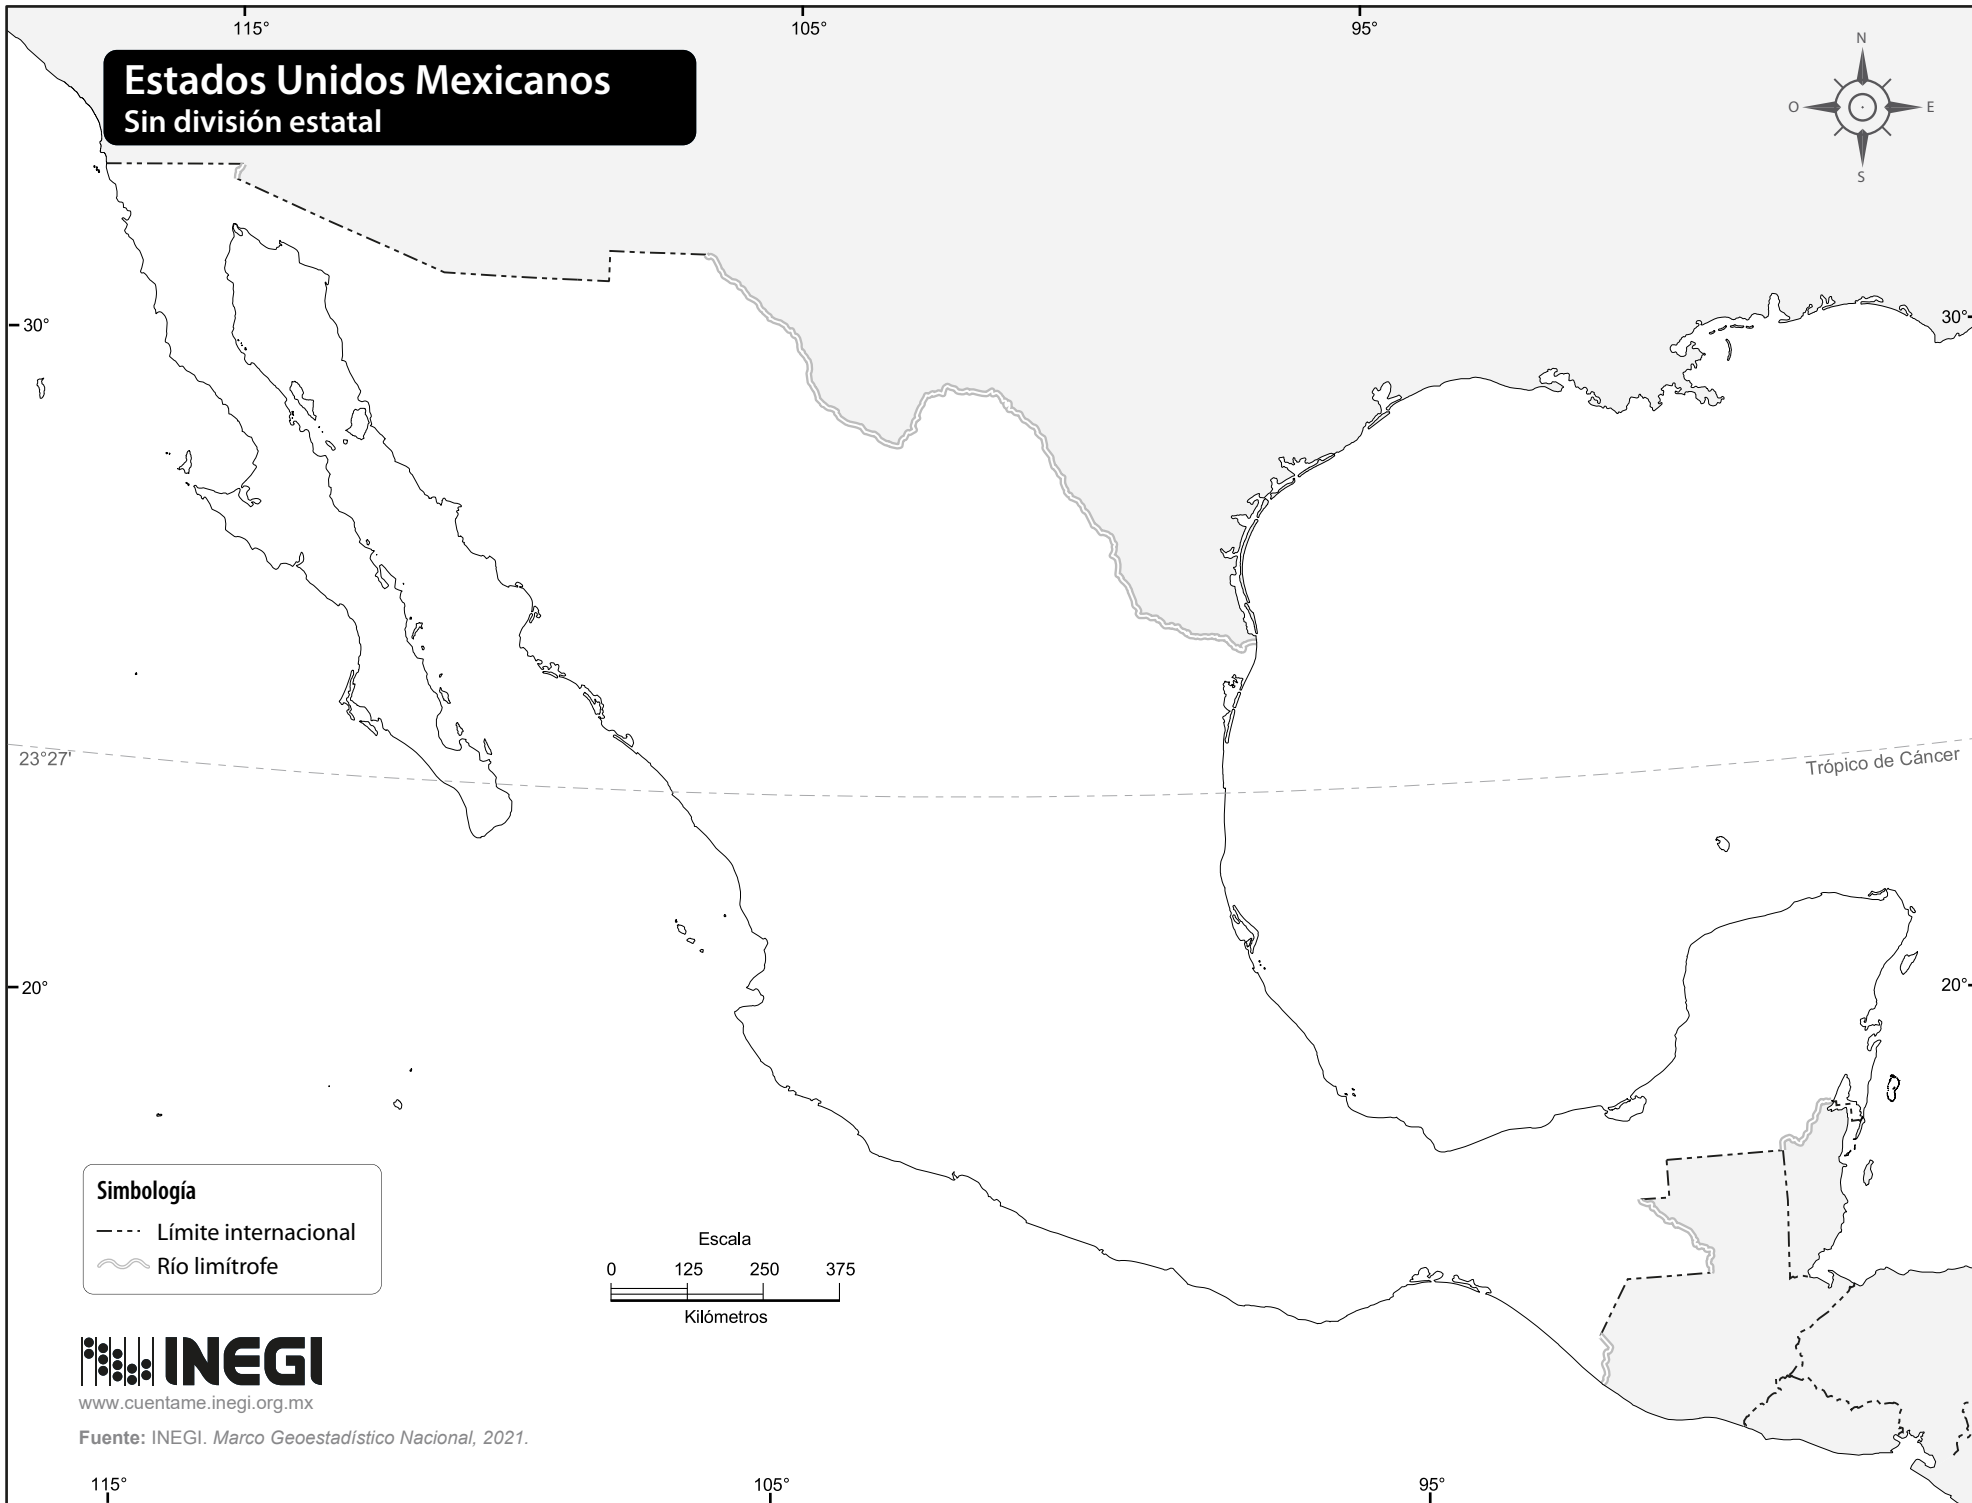 115°
105°
95°
Estados Unidos Mexicanos
Sin división estatal
N
O
E
S
30°
30°
23°27'
Trópico de Cáncer
20°
20°
Simbología
Límite internacional
Río limítrofe
Escala
0 125 250 375
Kilómetros
INEGI
www.cuentame.inegi.org.mx
Fuente: INEGI. Marco Geoestadístico Nacional, 2021.
115°
105°
95°